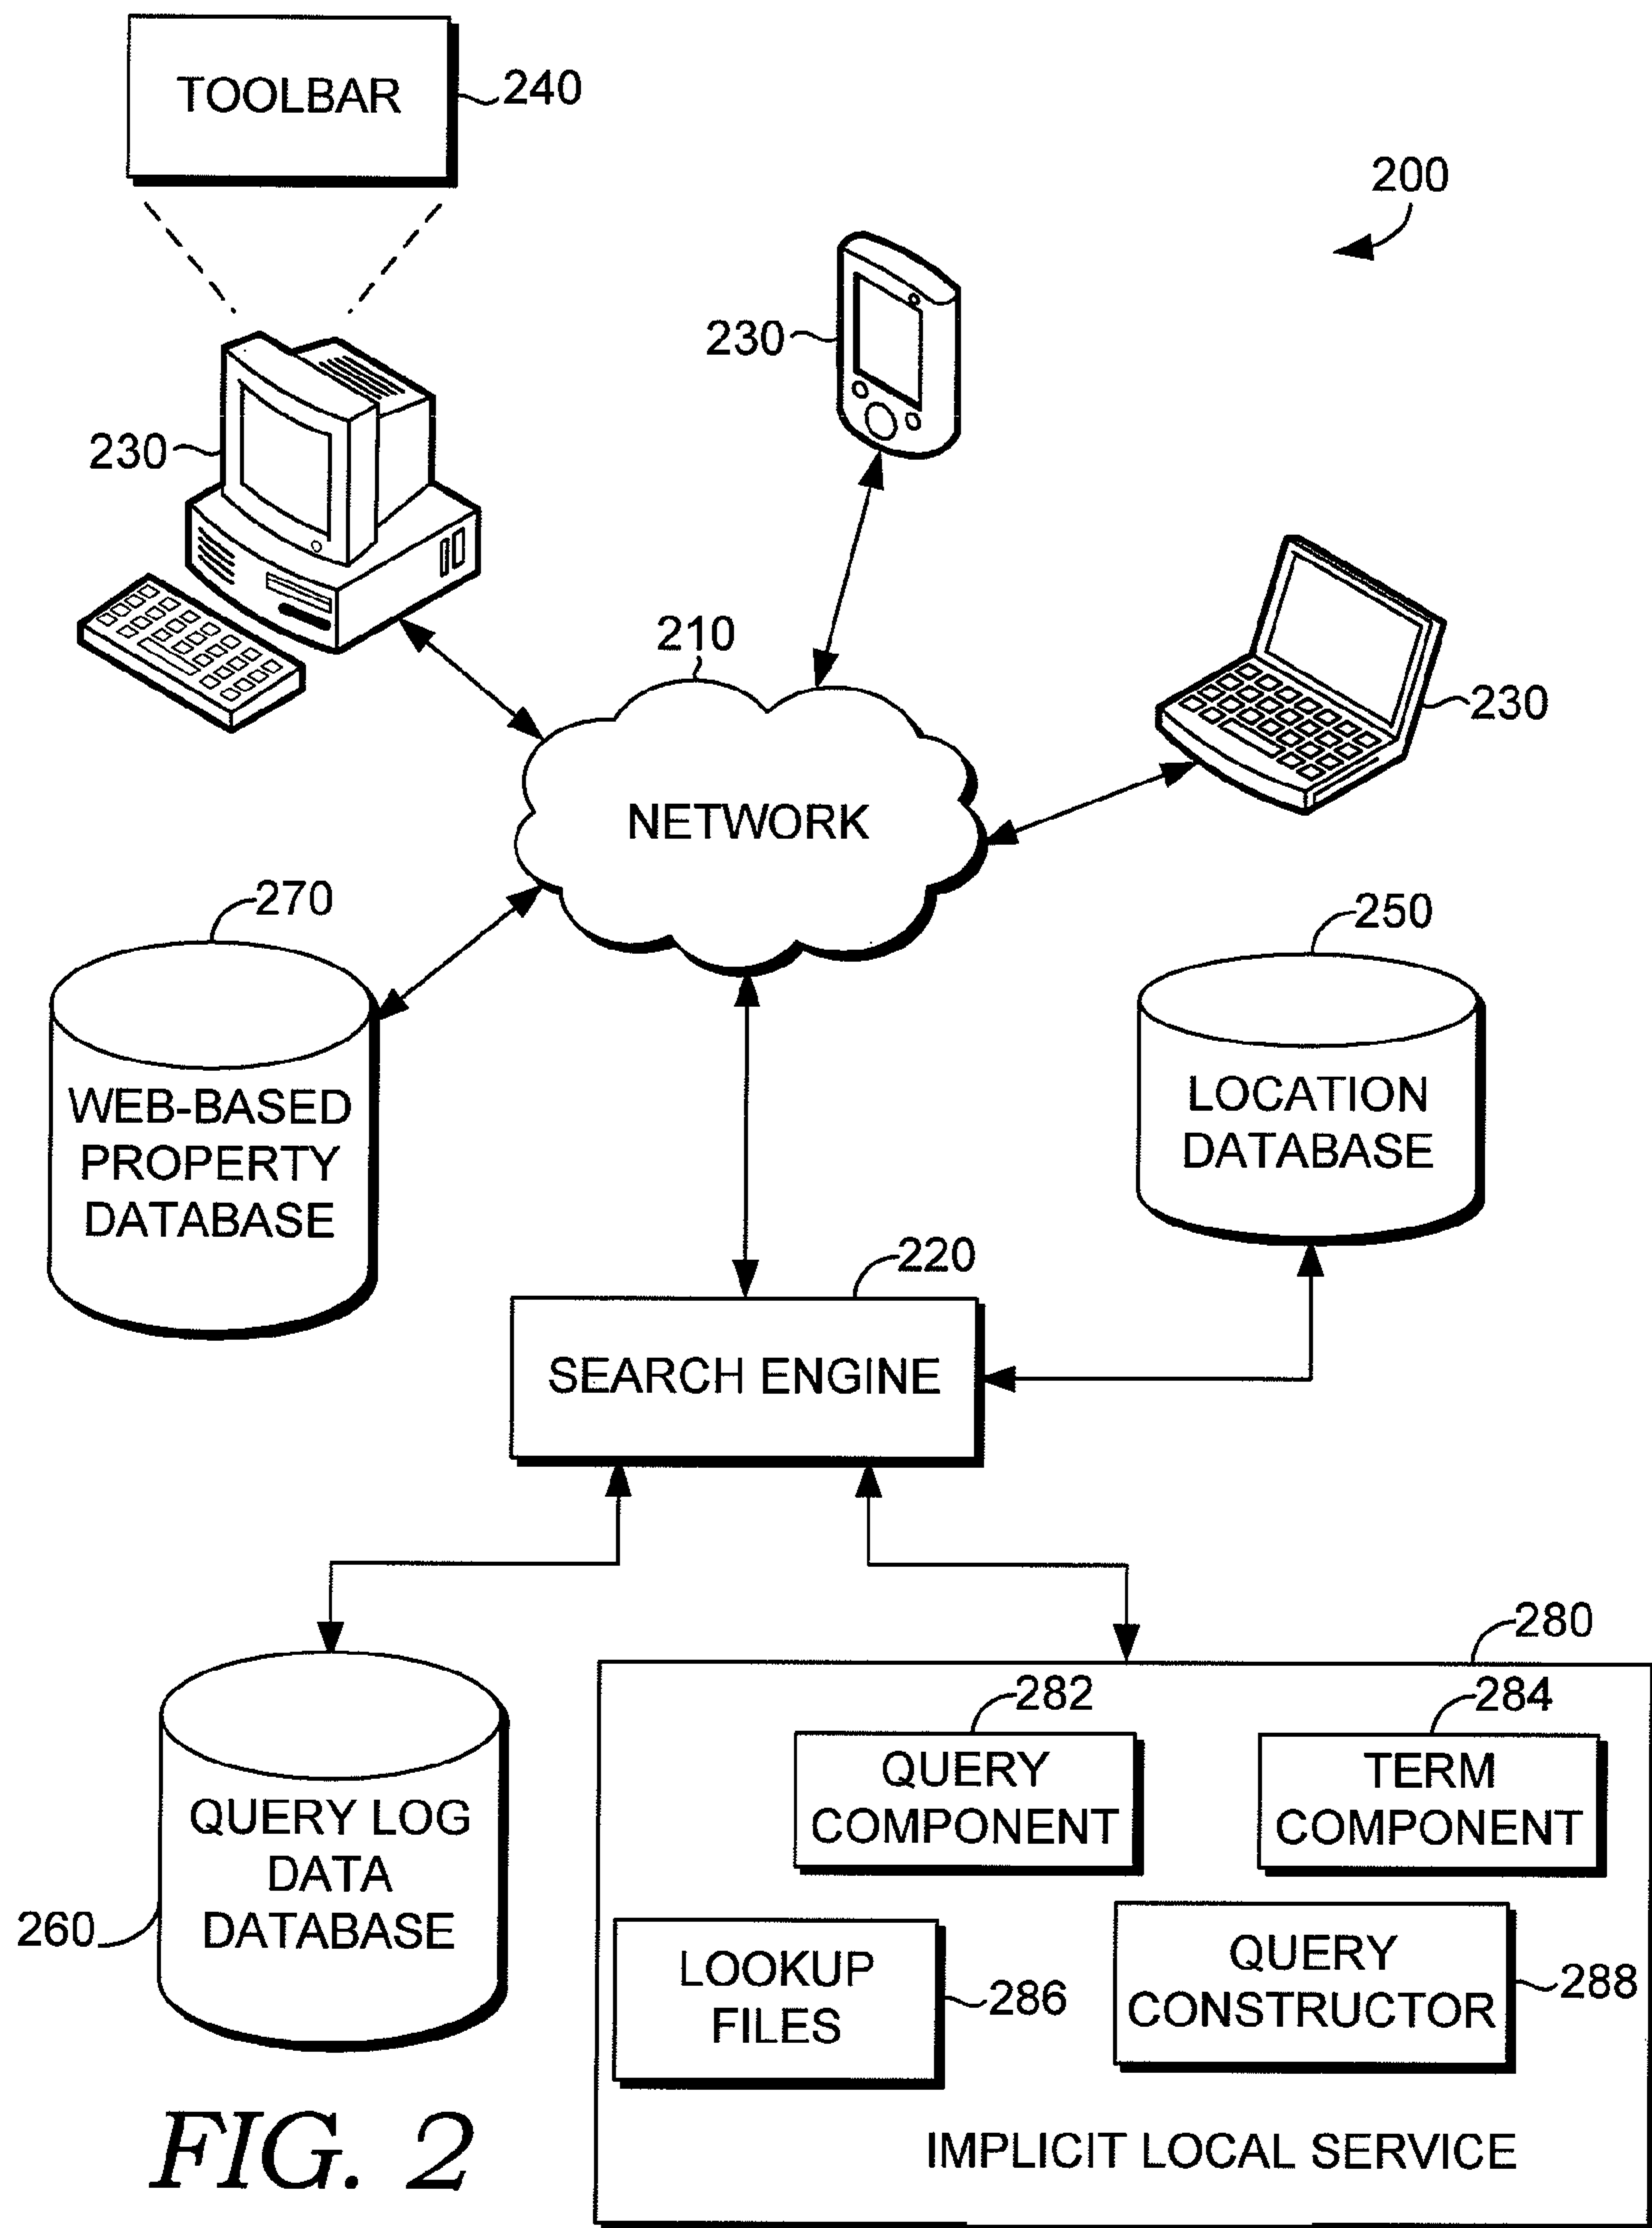 TOOLBAR
240
200
230
230
210
230
NETWORK
270
250
WEB-BASED
PROPERTY
DATABASE
LOCATION
DATABASE
220
SEARCH ENGINE
280
282
284
QUERY
COMPONENT
TERM
COMPONENT
QUERY LOG
DATA
DATABASE
260
LOOKUP
FILES
286
QUERY
CONSTRUCTOR
288
IMPLICIT LOCAL SERVICE
FIG. 2